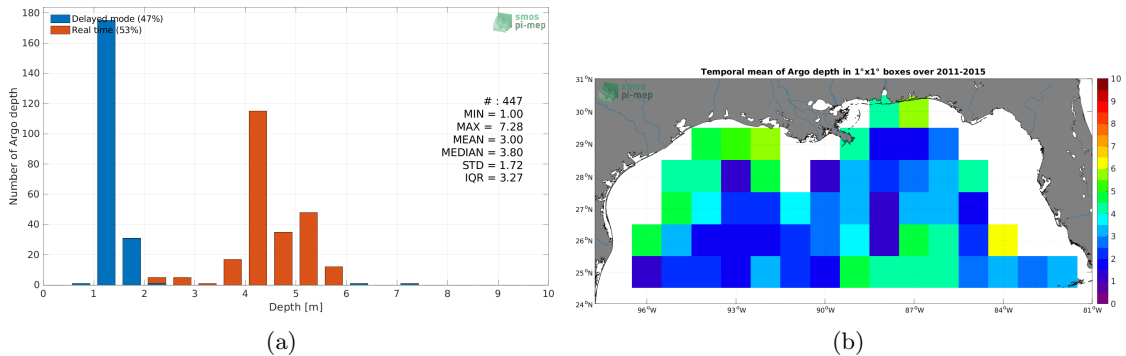 Delayed mode (47%)
Real time (53%)
smos
pi-mep
180
160
140
120
100
80
60
40
20
0
Number of Argo depth
# : 447
MIN = 1.00
MAX = 7.28
MEAN = 3.00
MEDIAN = 3.80
STD = 1.72
IQR = 3.27
0 1 2 3 4 5 6 7 8 9 10
Depth [m]
(a)
Temporal mean of Argo depth in 1°x1° boxes over 2011-2015
smos
pi-mep
31°N
30°N
29°N
28°N
27°N
26°N
25°N
24°N
96°W 93°W 90°W 87°W 84°W 81°W
10
9
8
7
6
5
4
3
2
1
0
(b)